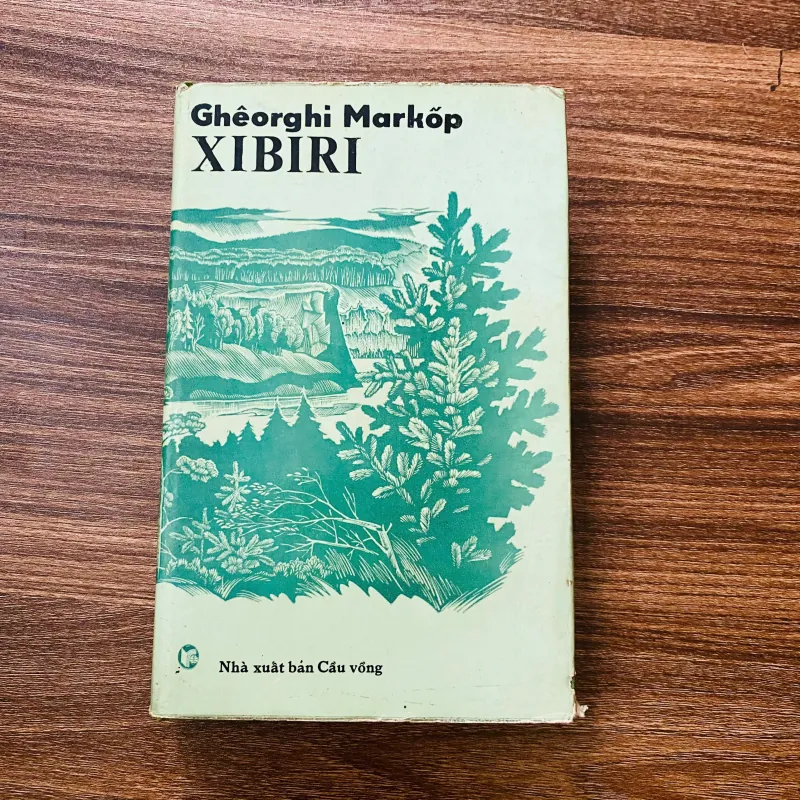 Ghêorghi Markốp
XIBIRI
Nhà xuất bản Cầu vồng